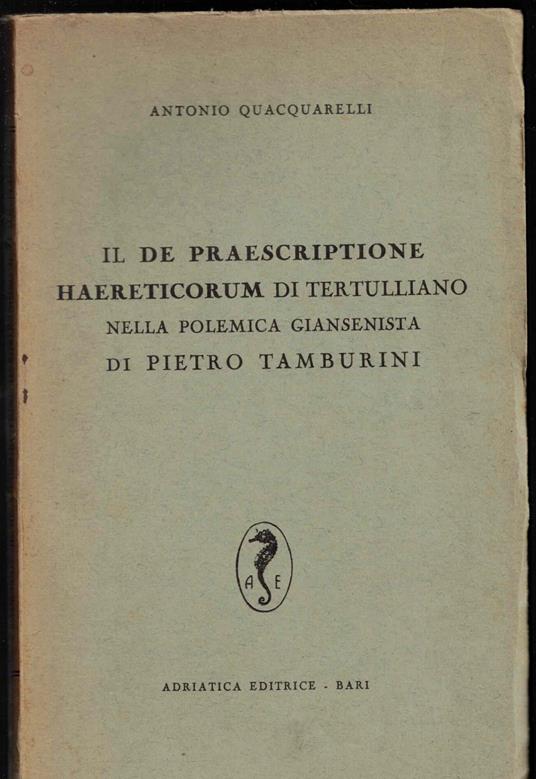 ANTONIO QUACQUARELLI
IL DE PRAESCRIPTIONE
HAERETICORUM DI TERTULLIANO
NELLA POLEMICA GIANSENISTA
DI PIETRO TAMBURINI
A E
ADRIATICA EDITRICE - BARI